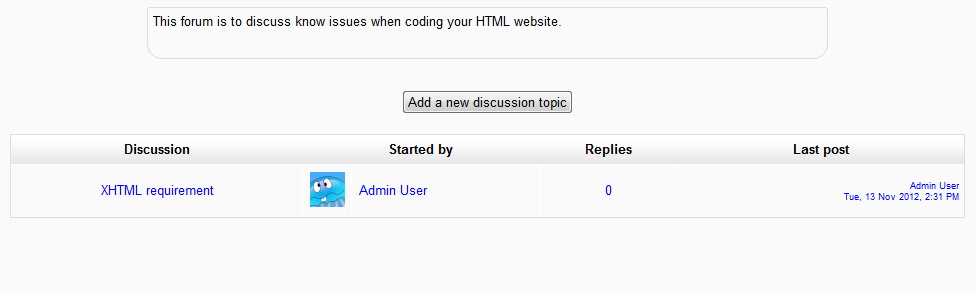 This forum is to discuss know issues when coding your HTML website.
Add a new discussion topic
Discussion Started by Replies Last post
XHTML requirement Admin User 0 Admin User
Tue, 13 Nov 2012, 2:31 PM